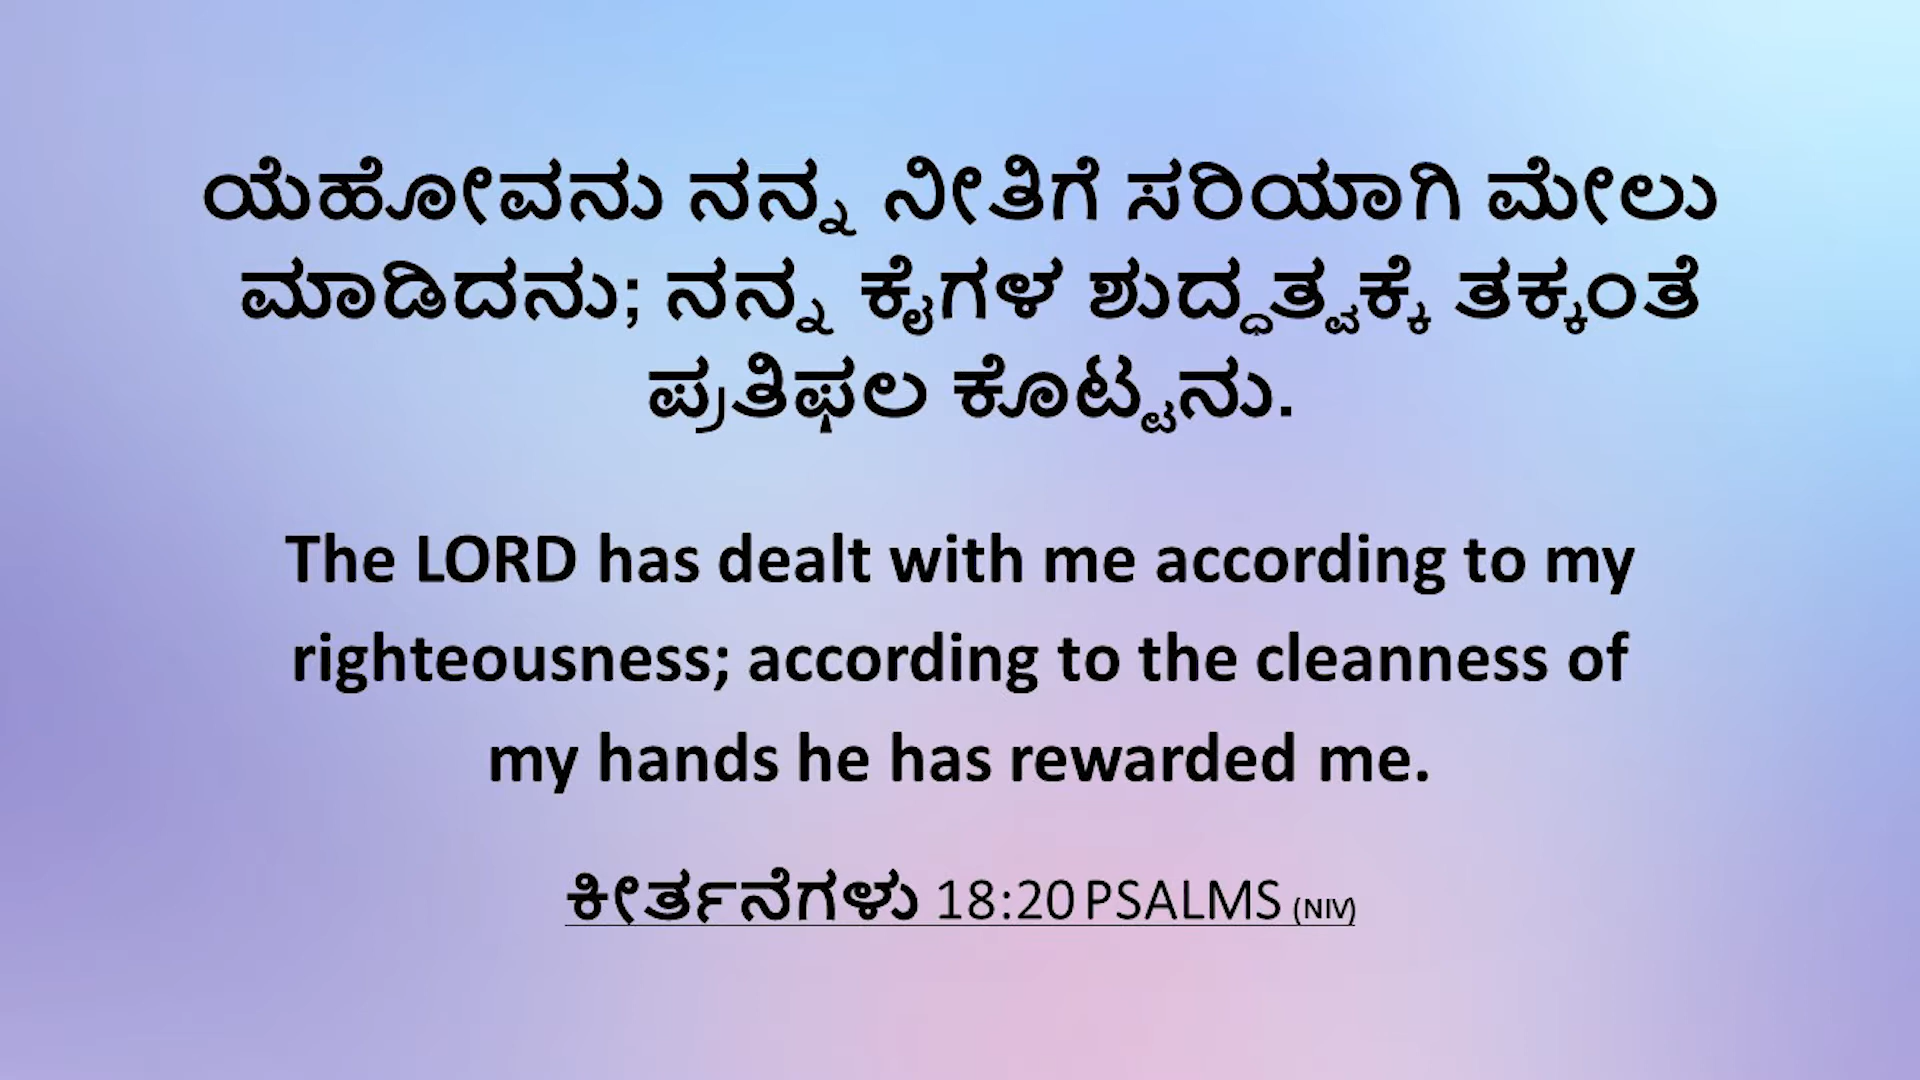 ಯೆಹೋವನು ನನ್ನ ನೀತಿಗೆ ಸರಿಯಾಗಿ ಮೇಲು
ಮಾಡಿದನು; ನನ್ನ ಕೈಗಳ ಶುದ್ಧತ್ವಕ್ಕೆ ತಕ್ಕಂತೆ
ಪ್ರತಿಫಲ ಕೊಟ್ಟನು.
The LORD has dealt with me according to my
righteousness; according to the cleanness of
my hands he has rewarded me.
ಕೀರ್ತನೆಗಳು 18:20 PSALMS (NIV)